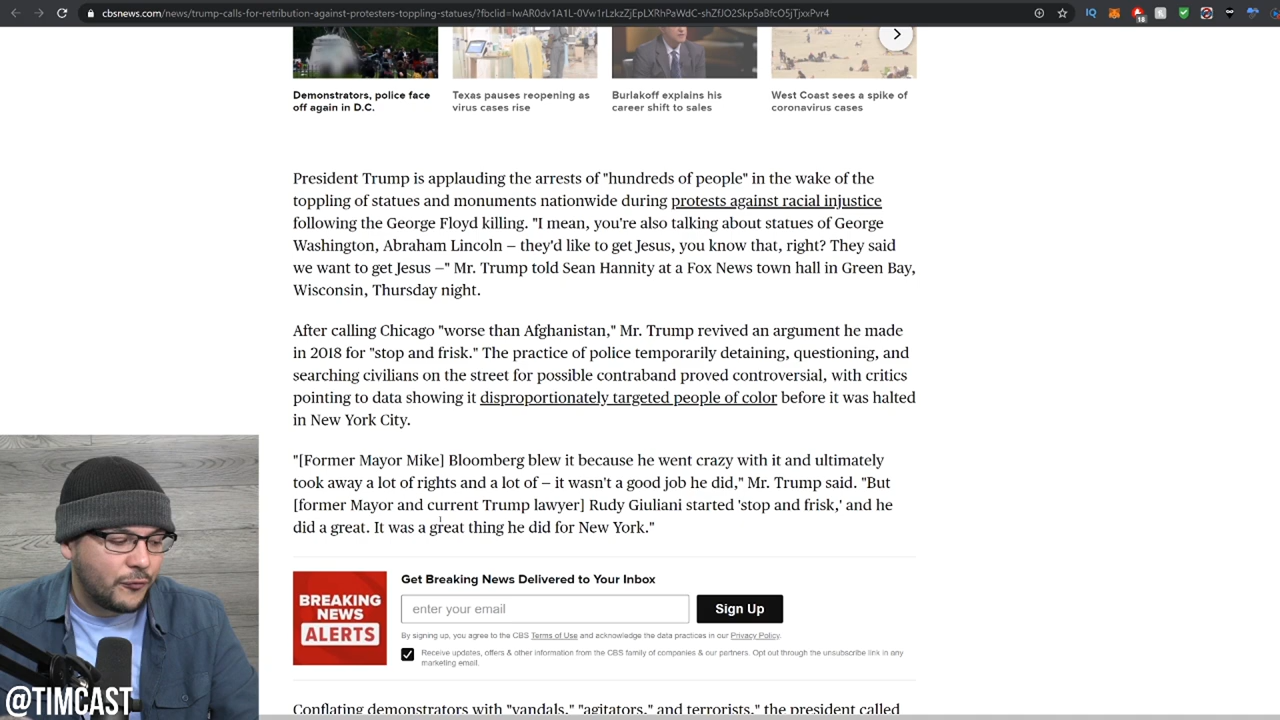 cbsnews.com/news/trump-calls-for-retribution-against-protesters-toppling-statues/?fbclid=IwAR0dv1A1L-0Vw1rLzkzZjEpLXRhPaWdC-shZfJO2Skp5aBfcO5jTjxxPvr4
18
Demonstrators, police face
off again in D.C.
Texas pauses reopening as
virus cases rise
Burlakoff explains his
career shift to sales
West Coast sees a spike of
coronavirus cases
President Trump is applauding the arrests of "hundreds of people" in the wake of the
toppling of statues and monuments nationwide during protests against racial injustice
following the George Floyd killing. "I mean, you're also talking about statues of George
Washington, Abraham Lincoln – they'd like to get Jesus, you know that, right? They said
we want to get Jesus –" Mr. Trump told Sean Hannity at a Fox News town hall in Green Bay,
Wisconsin, Thursday night.
After calling Chicago "worse than Afghanistan," Mr. Trump revived an argument he made
in 2018 for "stop and frisk." The practice of police temporarily detaining, questioning, and
searching civilians on the street for possible contraband proved controversial, with critics
pointing to data showing it disproportionately targeted people of color before it was halted
in New York City.
"[Former Mayor Mike] Bloomberg blew it because he went crazy with it and ultimately
took away a lot of rights and a lot of – it wasn't a good job he did," Mr. Trump said. "But
[former Mayor and current Trump lawyer] Rudy Giuliani started 'stop and frisk,' and he
did a great. It was a great thing he did for New York."
BREAKING
NEWS
ALERTS
Get Breaking News Delivered to Your Inbox
enter your email
Sign Up
By signing up, you agree to the CBS Terms of Use and acknowledge the data practices in our Privacy Policy.
Receive updates, offers & other information from the CBS family of companies & our partners. Opt out through the unsubscribe link in any
marketing email.
@TIMCAST
Conflating demonstrators with "vandals," "agitators," and terrorists," the president called